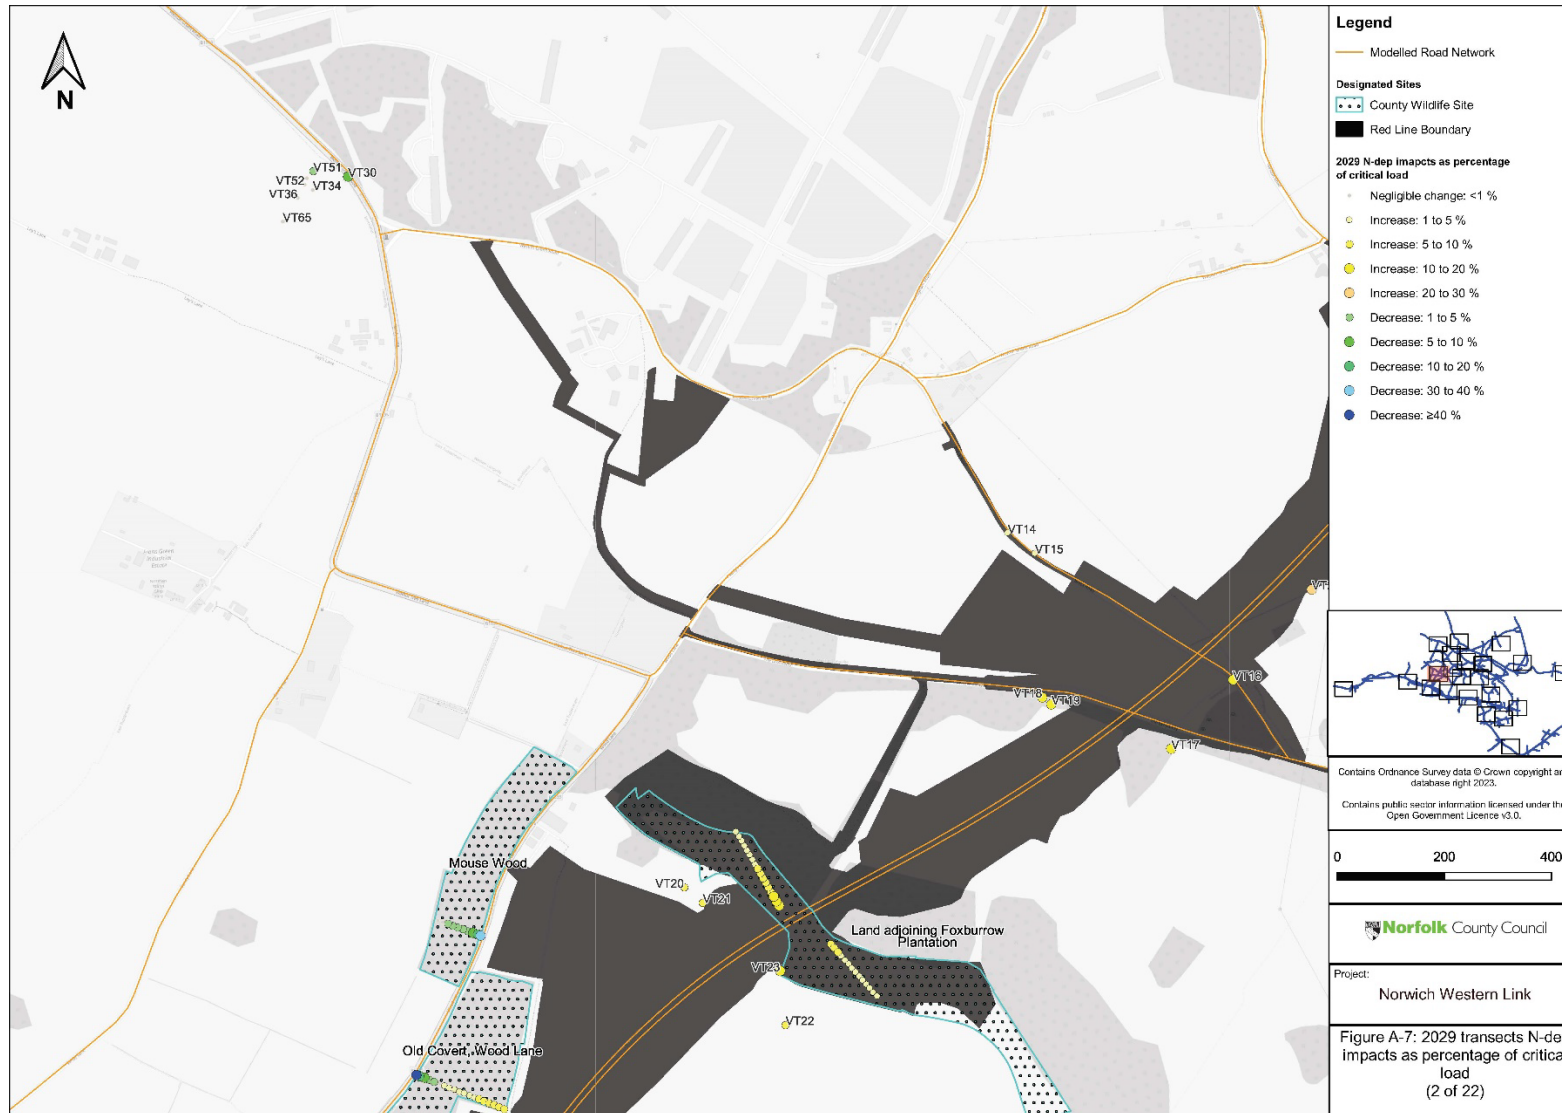 N
VT51
VT30
VT52
VT34
VT36
VT65
VT14
VT15
VT-
VT16
VT18
VT19
VT17
Mouse Wood
VT20
VT21
Land adjoining Foxburrow
Plantation
VT23
VT22
Old Covert, Wood Lane
Legend
Modelled Road Network
Designated Sites
County Wildlife Site
Red Line Boundary
2029 N-dep imapcts as percentage
of critical load
Negligible change: <1 %
Increase: 1 to 5 %
Increase: 5 to 10 %
Increase: 10 to 20 %
Increase: 20 to 30 %
Decrease: 1 to 5 %
Decrease: 5 to 10 %
Decrease: 10 to 20 %
Decrease: 30 to 40 %
Decrease: ≥40 %
Contains Ordnance Survey data © Crown copyright an
database right 2023.
Contains public sector information licensed under the
Open Government Licence v3.0.
0 200 400
Norfolk County Council
Project:
Norwich Western Link
Figure A-7: 2029 transects N-de
impacts as percentage of critica
load
(2 of 22)